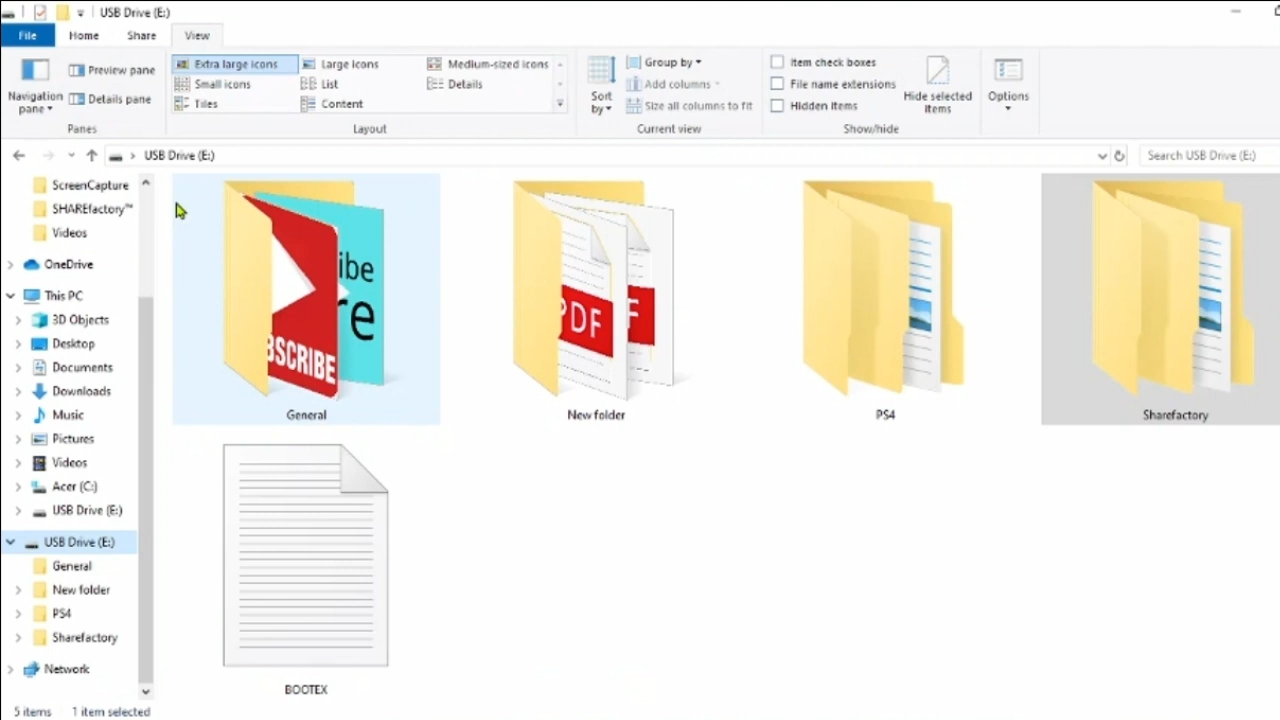 USB Drive (E:)
File Home Share View
Extra large icons Large icons Medium-sized icons
Small icons List Details
Tiles Content
Preview pane
Details pane
Navigation pane
Panes
Layout
Sort by
Group by
Add columns
Size all columns to fit
Current view
Item check boxes
File name extensions
Hidden items
Hide selected items
Show/hide
Options
USB Drive (E:)
Search USB Drive (E:)
ScreenCapture
SHAREfactory™
Videos
OneDrive
This PC
3D Objects
Desktop
Documents
Downloads
Music
Pictures
Videos
Acer (C:)
USB Drive (E:)
USB Drive (E:)
General
New folder
PS4
Sharefactory
Network
ibe
re
BSCRIBE
General
PDF
F
New folder
PS4
Sharefactory
BOOTEX
5 items 1 item selected